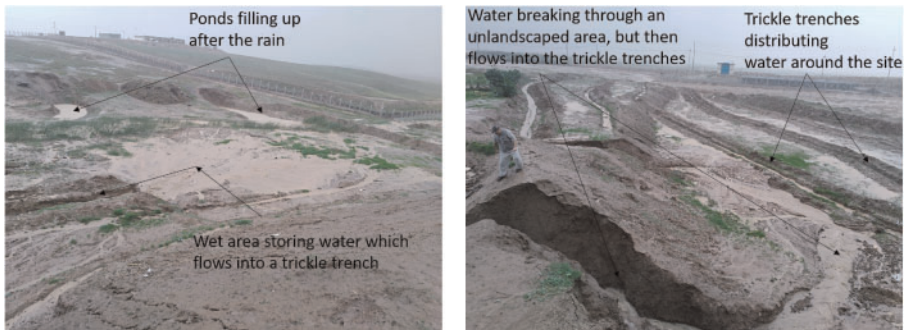 Ponds filling up
after the rain
Wet area storing water which
flows into a trickle trench
Water breaking through an
unlandscaped area, but then
flows into the trickle trenches
Trickle trenches
distributing
water around the site